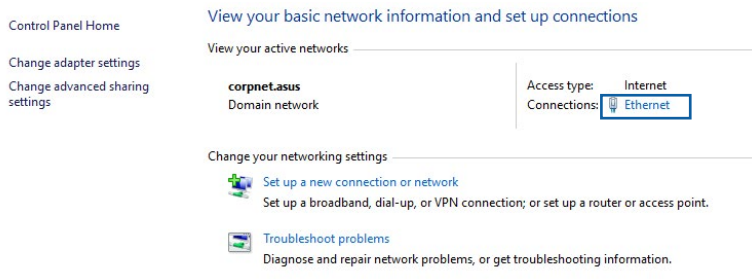 Control Panel Home
Change adapter settings
Change advanced sharing
settings
View your basic network information and set up connections
View your active networks
corpnet.asus
Domain network
Access type: Internet
Connections: Ethernet
Change your networking settings
Set up a new connection or network
Set up a broadband, dial-up, or VPN connection; or set up a router or access point.
Troubleshoot problems
Diagnose and repair network problems, or get troubleshooting information.